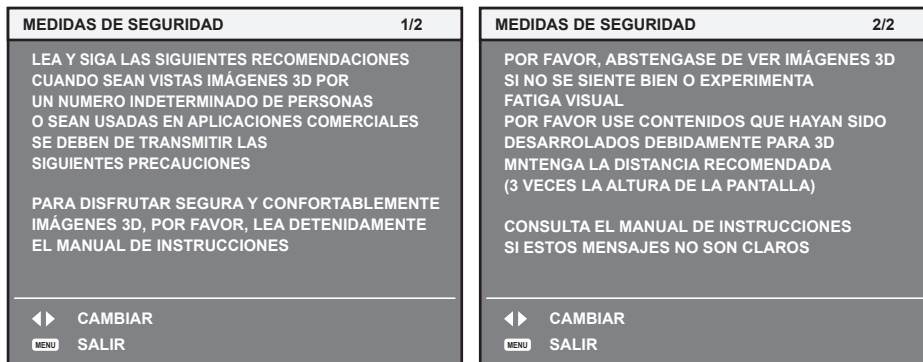 MEDIDAS DE SEGURIDAD 1/2
LEA Y SIGA LAS SIGUIENTES RECOMENDACIONES
CUANDO SEAN VISTAS IMÁGENES 3D POR
UN NUMERO INDETERMINADO DE PERSONAS
O SEAN USADAS EN APLICACIONES COMERCIALES
SE DEBEN DE TRANSMITIR LAS
SIGUIENTES PRECAUCIONES
PARA DISFRUTAR SEGURA Y CONFORTABLEMENTE
IMÁGENES 3D, POR FAVOR, LEA DETENIDAMENTE
EL MANUAL DE INSTRUCCIONES
CAMBIAR
MENU SALIR
MEDIDAS DE SEGURIDAD 2/2
POR FAVOR, ABSTENGASE DE VER IMÁGENES 3D
SI NO SE SIENTE BIEN O EXPERIMENTA
FATIGA VISUAL
POR FAVOR USE CONTENIDOS QUE HAYAN SIDO
DESARROLADOS DEBIDAMENTE PARA 3D
MNTENGA LA DISTANCIA RECOMENDADA
(3 VECES LA ALTURA DE LA PANTALLA)
CONSULTA EL MANUAL DE INSTRUCCIONES
SI ESTOS MENSAJES NO SON CLAROS
CAMBIAR
MENU SALIR